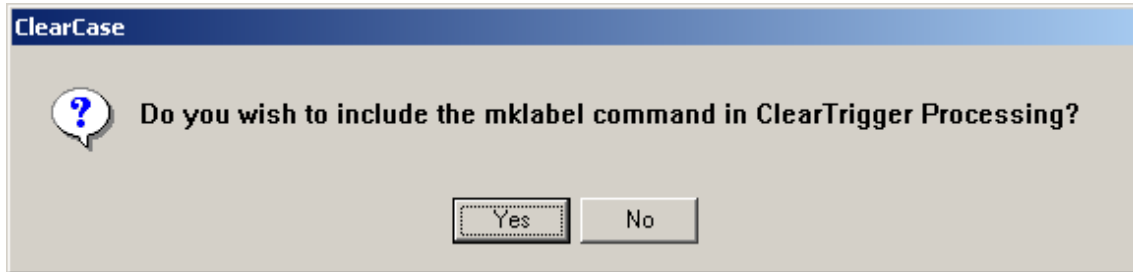 ClearCase
Do you wish to include the mklabel command in ClearTrigger Processing?
Yes No